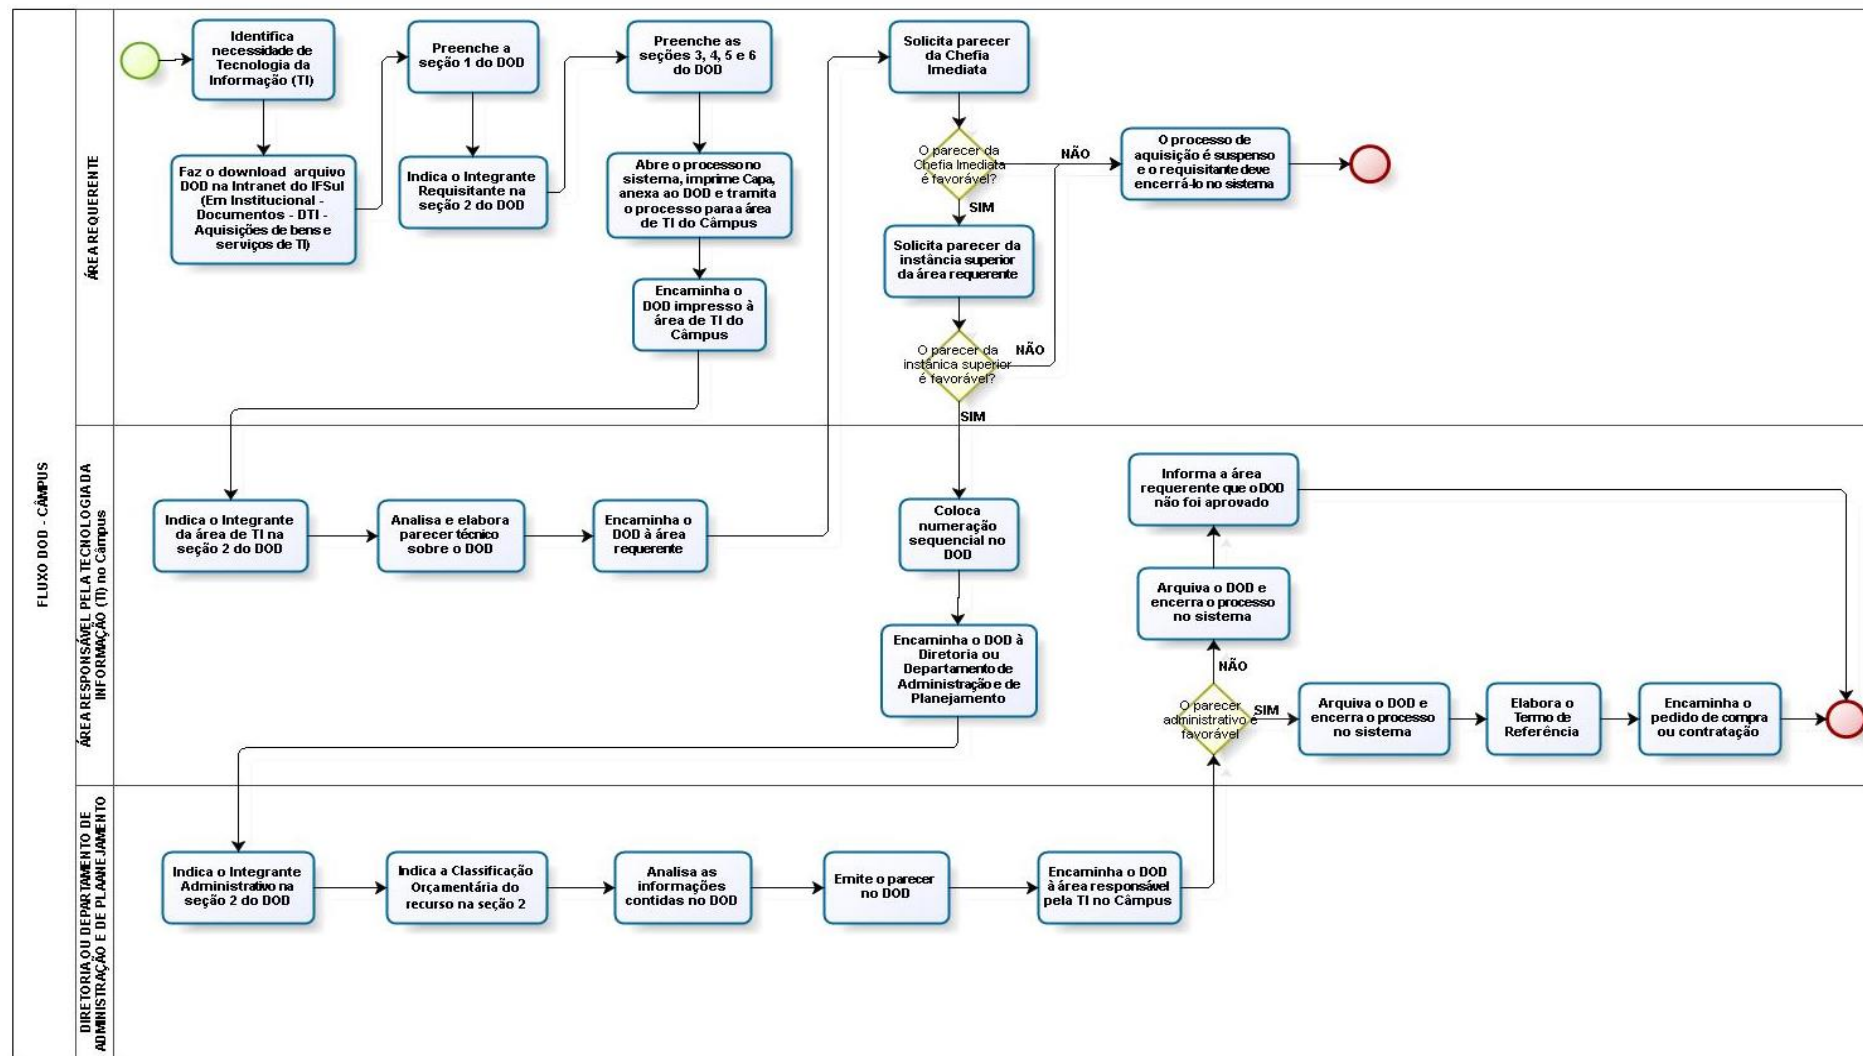 FLUXO DOD - CÂMPUS
ÁREA REQUERENTE
Identifica
necessidade de
Tecnologia da
Informação (TI)
Faz o download arquivo
DOD na Intranet do IFSul
(Em Institucional -
Documentos - DTI -
Aquisições de bens e
serviços de TI)
Preenche a
seção 1 do DOD
Indica o Integrante
Requisitante na
seção 2 do DOD
Preenche as
seções 3, 4, 5 e 6
do DOD
Abre o processo no
sistema, imprime Capa,
anexa ao DOD e tramita
o processo para a área
de TI do Câmpus
Encaminha o
DOD impresso à
área de TI do
Câmpus
Solicita parecer
da Chefia
Imediata
O parecer da
Chefia Imediata
é favorável?
NÃO
SIM
O processo de
aquisição é suspenso
e o requisitante deve
encerrá-lo no sistema
Solicita parecer da
instância superior
da área requerente
O parecer da
instânica superior
é favorável?
NÃO
SIM
ÁREA RESPONSÁVEL PELA TECNOLOGIA DA
INFORMAÇÃO (TI) no Câmpus
Indica o Integrante
da área de TI na
seção 2 do DOD
Analisa e elabora
parecer técnico
sobre o DOD
Encaminha o
DOD à área
requerente
Coloca
numeração
sequencial no
DOD
Encaminha o DOD à
Diretoria ou
Departamento de
Administração e de
Planejamento
Informa a área
requerente que o DOD
não foi aprovado
Arquiva o DOD e
encerra o processo
no sistema
NÃO
O parecer
administrativo é
favorável
SIM
Arquiva o DOD e
encerra o processo
no sistema
Elabora o
Termo de
Referência
Encaminha o
pedido de compra
ou contratação
DIRETORIA OU DEPARTAMENTO DE
ADMINISTRAÇÃO E DE PLAANEJAMENTO
Indica o Integrante
Administrativo na
seção 2 do DOD
Indica a Classificação
Orçamentária do
recurso na seção 2
Analisa as
informações
contidas no DOD
Emite o parecer
no DOD
Encaminha o DOD
à área responsável
pela TI no Câmpus